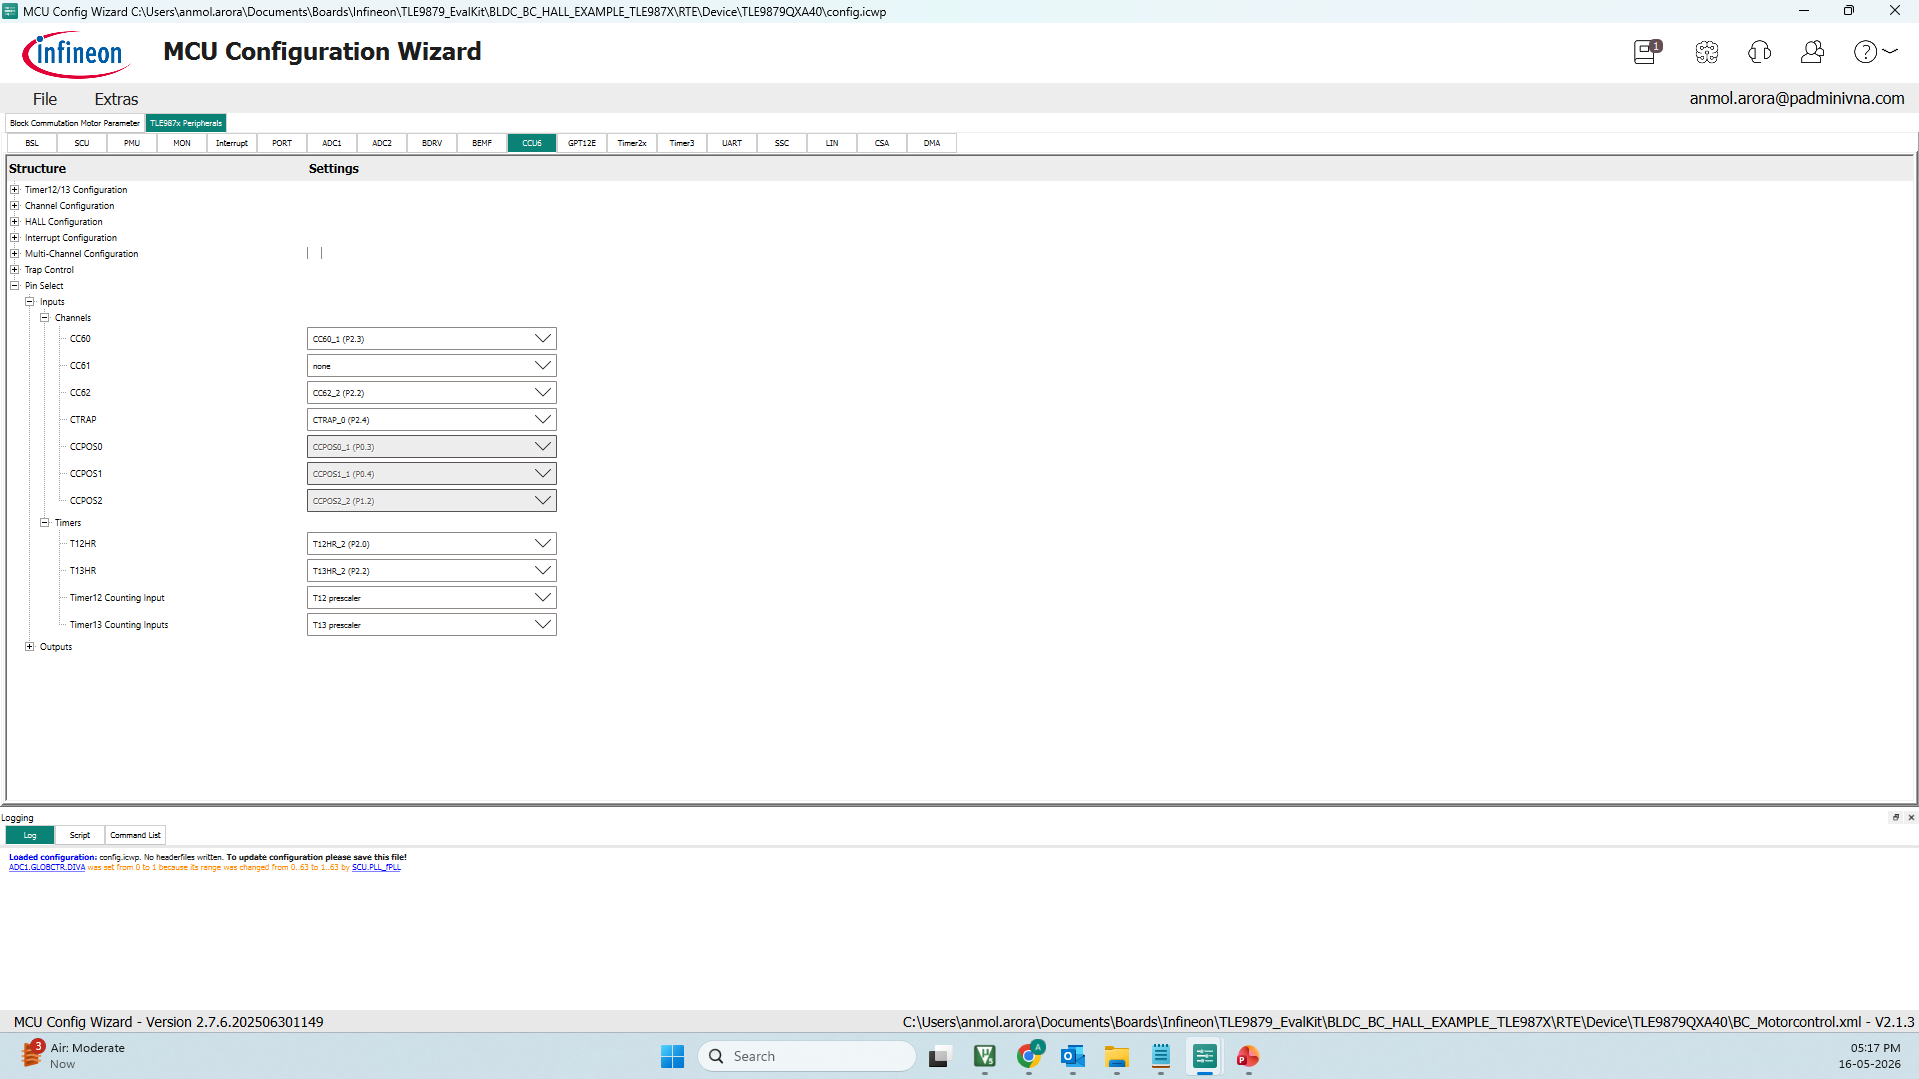 MCU Config Wizard C:\Users\anmol.arora\Documents\Boards\Infineon\TLE9879_EvalKit\BLDC_BC_HALL_EXAMPLE_TLE987X\RTE\Device\TLE9879QXA40\config.icwp
infineon
MCU Configuration Wizard
1
?
File Extras anmol.arora@padminivna.com
Block Commutation Motor Parameter TLE987x Peripherals
BSL SCU PMU MON Interrupt PORT ADC1 ADC2 BDRV BEMF CCU6 GPT12E Timer2x Timer3 UART SSC LIN CSA DMA
Structure Settings
Timer12/13 Configuration
Channel Configuration
HALL Configuration
Interrupt Configuration
Multi-Channel Configuration
Trap Control
Pin Select
Inputs
Channels
CC60 CC60_1 (P2.3)
CC61 none
CC62 CC62_2 (P2.2)
CTRAP CTRAP_0 (P2.4)
CCPOS0 CCPOS0_1 (P0.3)
CCPOS1 CCPOS1_1 (P0.4)
CCPOS2 CCPOS2_2 (P1.2)
Timers
T12HR T12HR_2 (P2.0)
T13HR T13HR_2 (P2.2)
Timer12 Counting Input T12 prescaler
Timer13 Counting Inputs T13 prescaler
Outputs
Logging
Log Script Command List
Loaded configuration: config.icwp. No headerfiles written. To update configuration please save this file!
ADC1.GLOBCTR.DIVA was set from 0 to 1 because its range was changed from 0..63 to 1..63 by SCU.PLL_fPLL
MCU Config Wizard - Version 2.7.6.202506301149 C:\Users\anmol.arora\Documents\Boards\Infineon\TLE9879_EvalKit\BLDC_BC_HALL_EXAMPLE_TLE987X\RTE\Device\TLE9879QXA40\BC_Motorcontrol.xml - V2.1.3
3 Air: Moderate
Now
Search
A
05:17 PM
16-05-2026